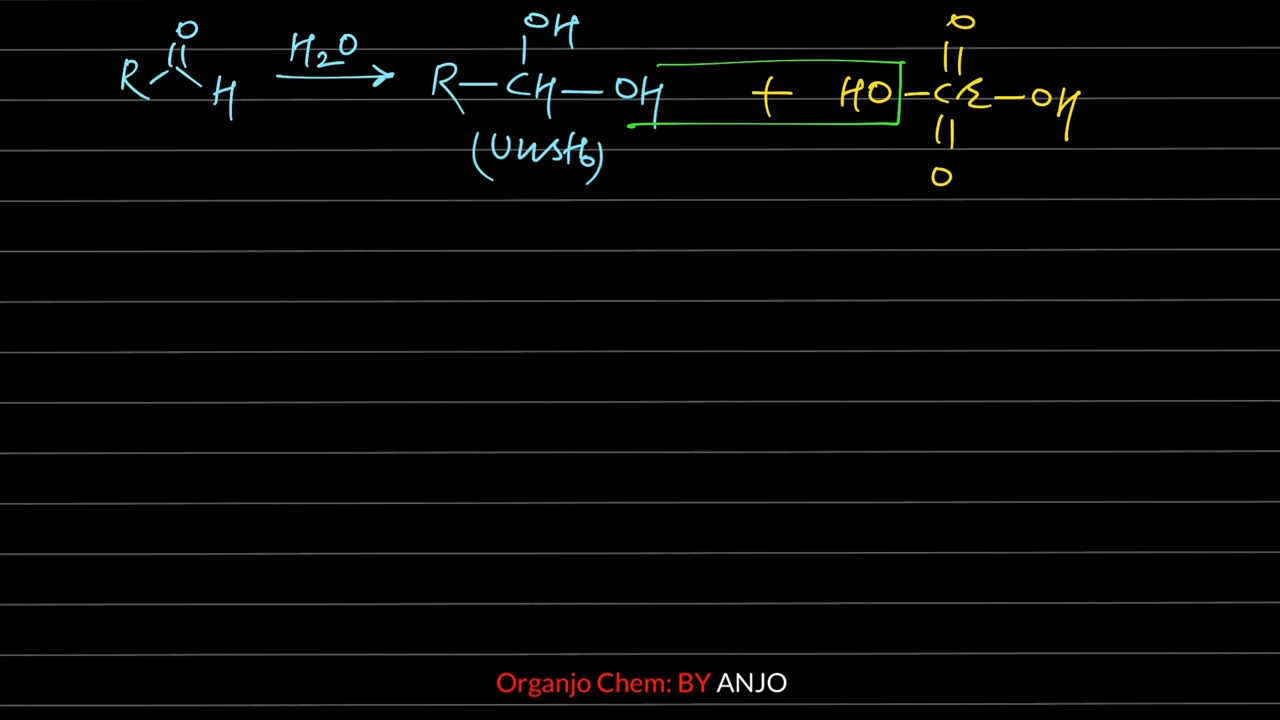 O OH O
R H H₂O R—CH—OH + HO—Cr—OH
(Unstb) O
Organjo Chem: BY ANJO